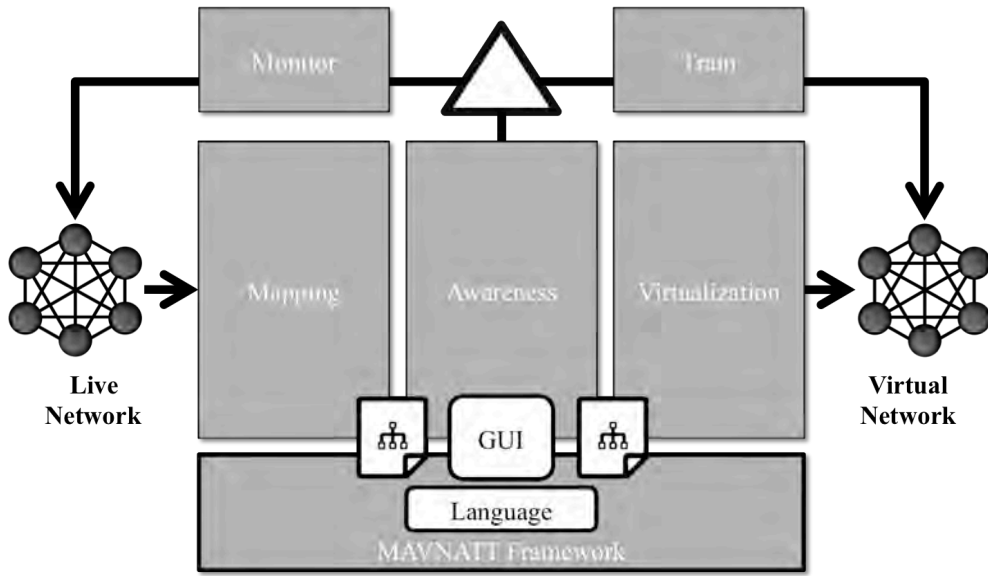 Monitor
Train
Mapping
Awareness
Virtualization
Live
Network
Virtual
Network
GUI
Language
MAVNATT Framework